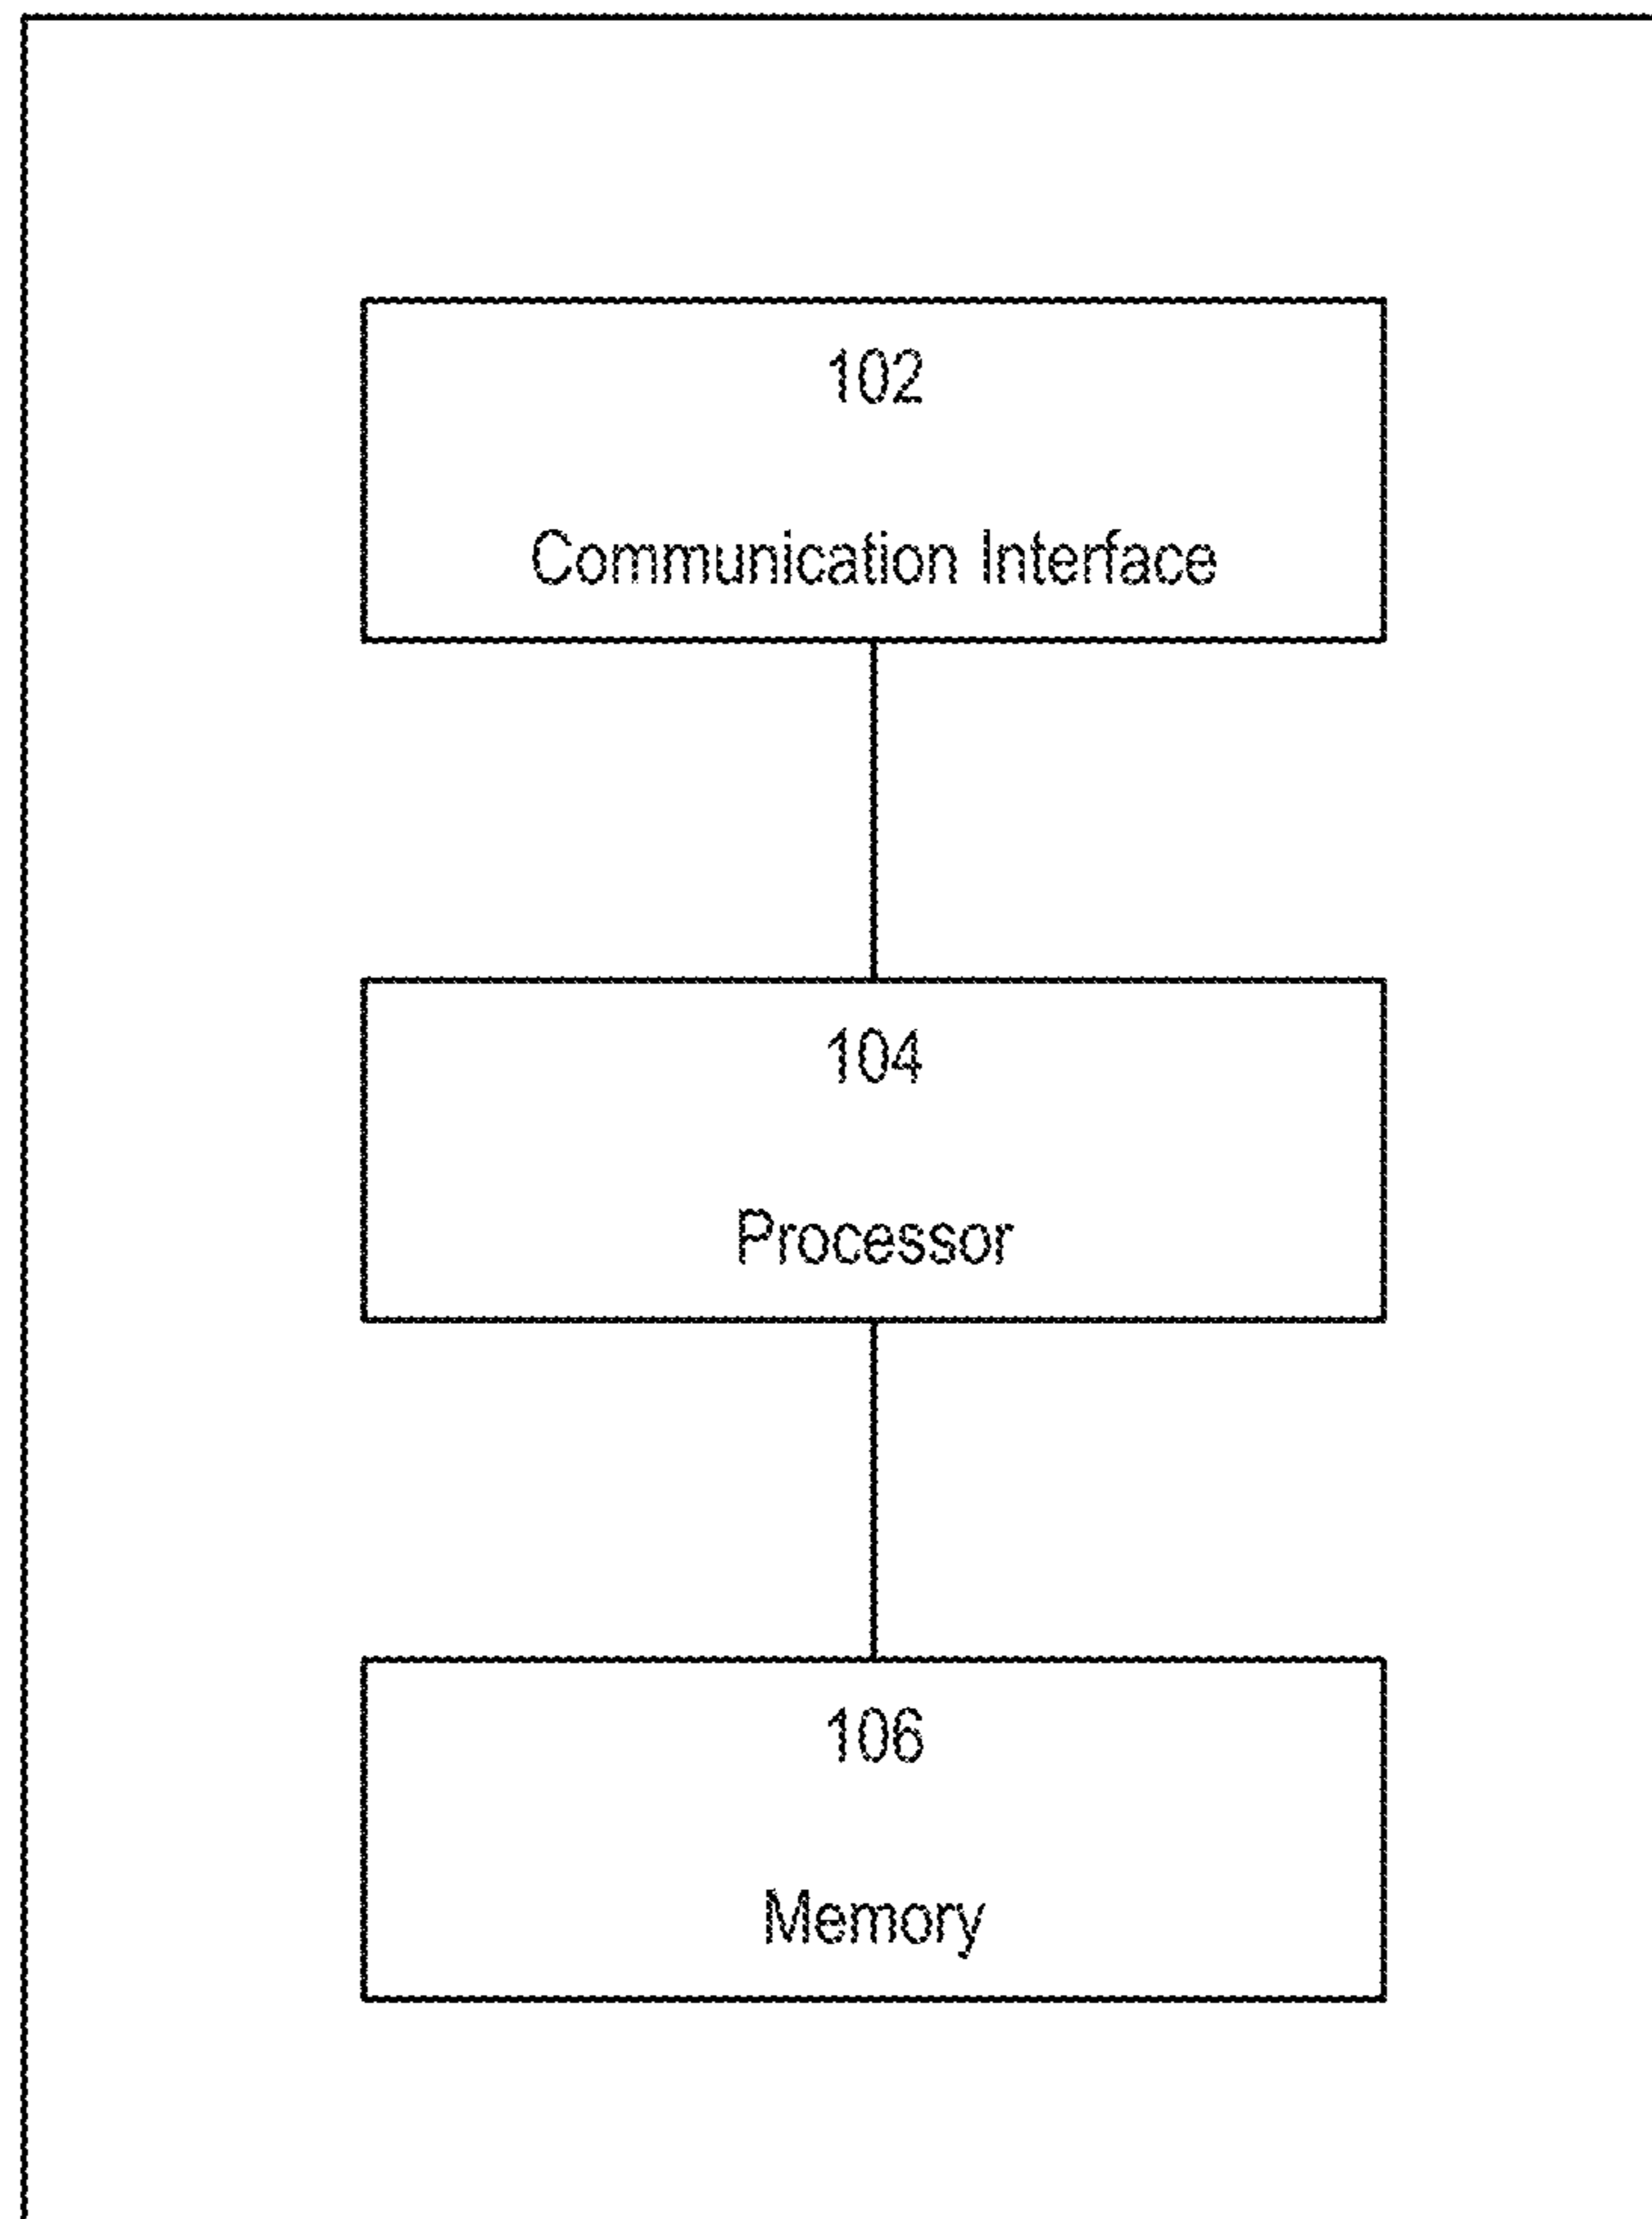 102
Communication Interface
104
Processor
106
Memory